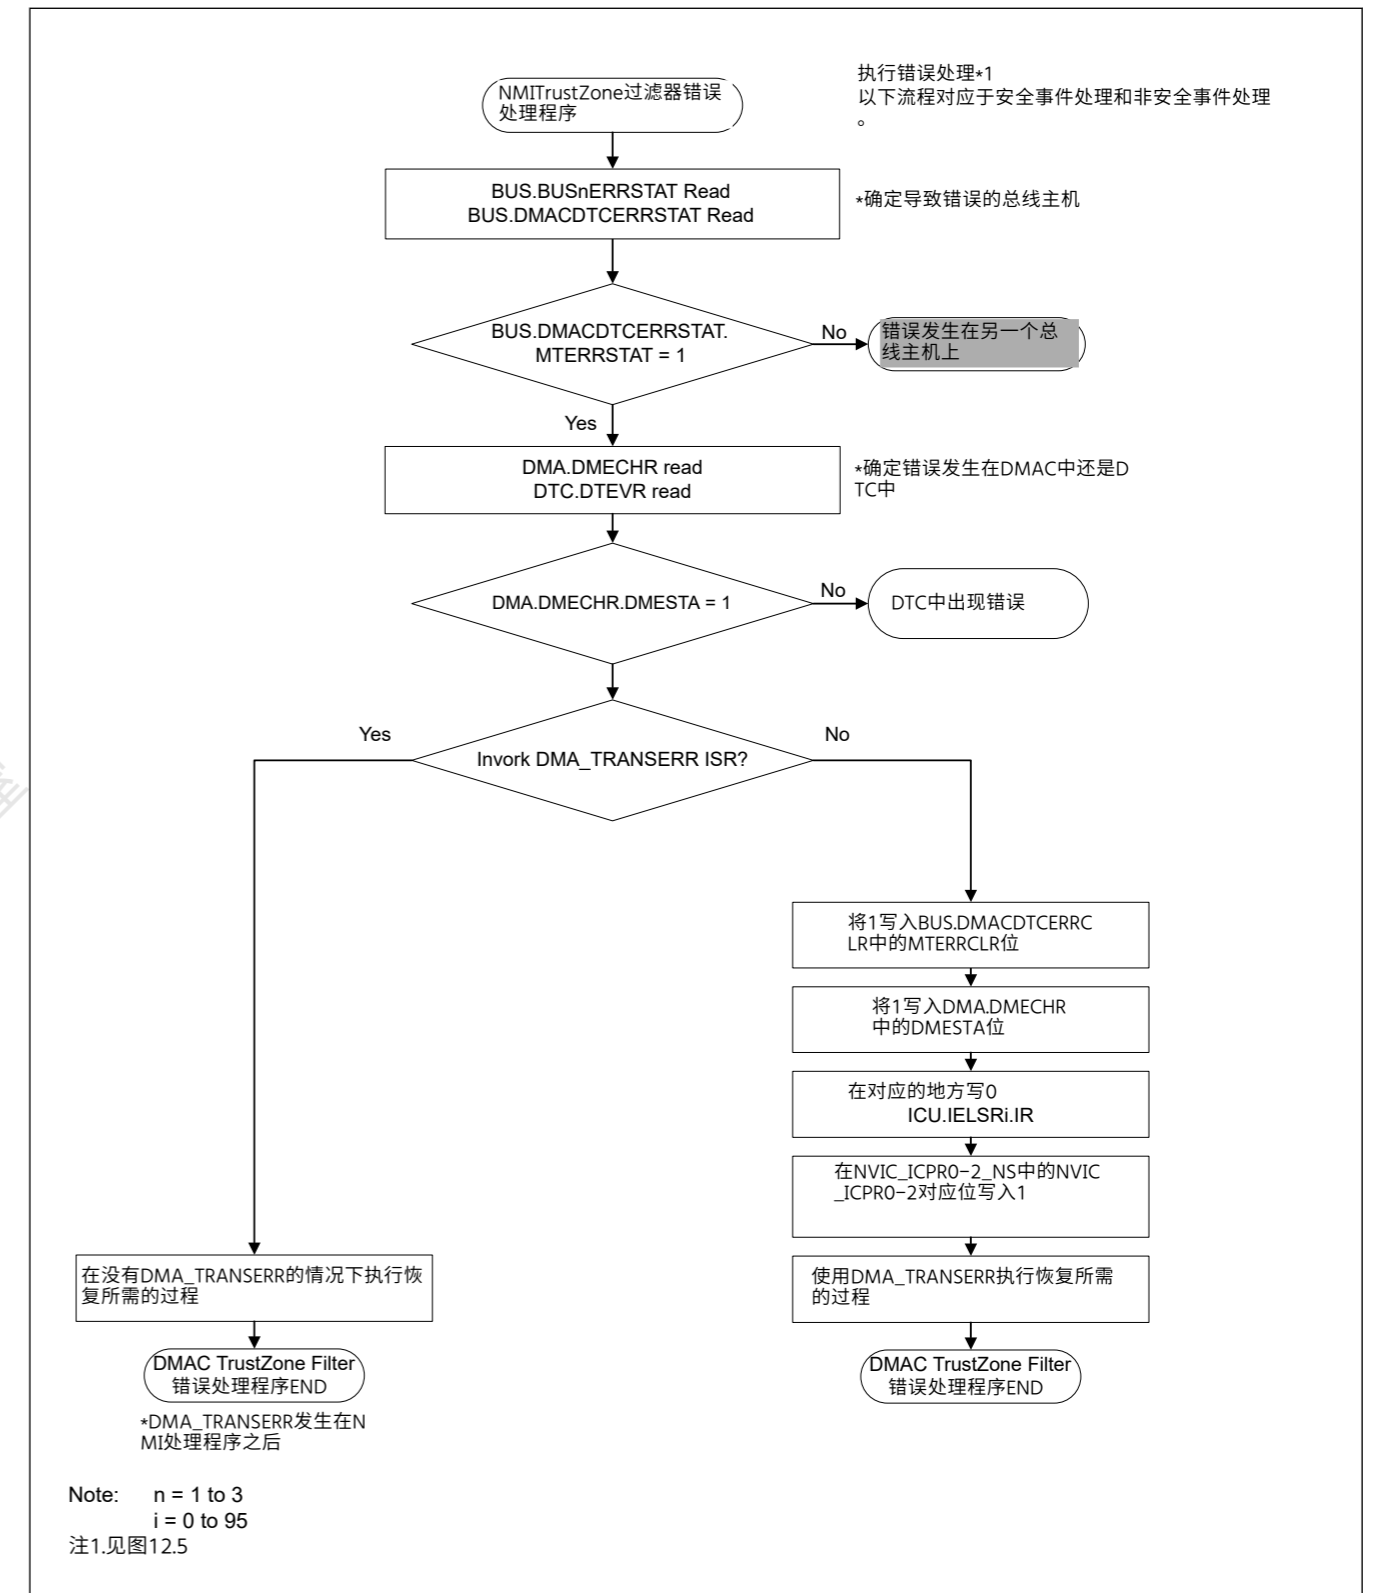 执行错误处理*1
以下流程对应于安全事件处理和非安全事件处理
。
NMITrustZone过滤器错误
处理程序
BUS.BUSnERRSTAT Read
BUS.DMACDTCERRSTAT Read
*确定导致错误的总线主机
BUS.DMACDTCERRSTAT.
MTERRSTAT = 1
No
错误发生在另一个总
线主机上
Yes
DMA.DMECHR read
DTC.DTEVR read
*确定错误发生在DMAC中还是D
TC中
DMA.DMECHR.DMESTA = 1
No
DTC中出现错误
Yes
Invork DMA_TRANSERR ISR?
No
将1写入BUS.DMACDTCERRC
LR中的MTERRCLR位
将1写入DMA.DMECHR
中的DMESTA位
在对应的地方写0
ICU.IELSRi.IR
在NVIC_ICPR0-2_NS中的NVIC
_ICPR0-2对应位写入1
在没有DMA_TRANSERR的情况下执行恢
复所需的过程
使用DMA_TRANSERR执行恢复所需
的过程
DMAC TrustZone Filter
错误处理程序END
DMAC TrustZone Filter
错误处理程序END
*DMA_TRANSERR发生在N
MI处理程序之后
Note: n = 1 to 3
i = 0 to 95
注1.见图12.5